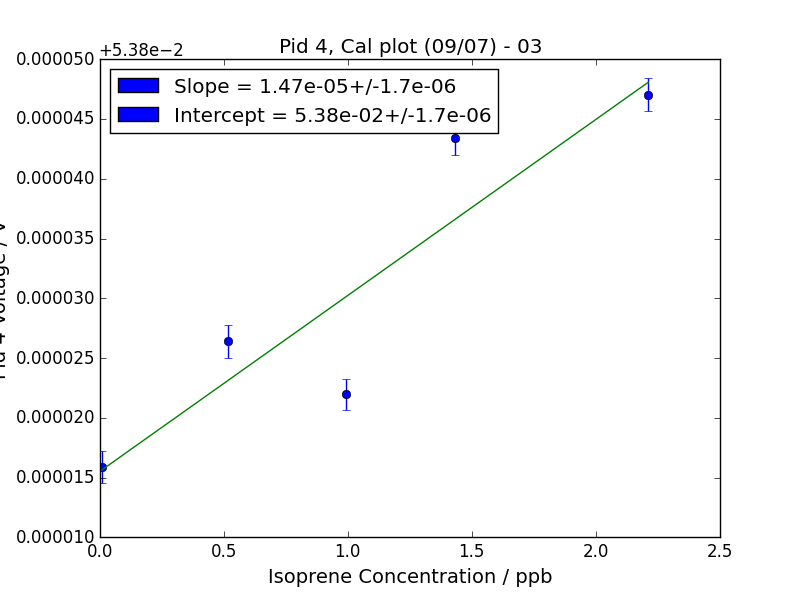 Pid 4, Cal plot (09/07) - 03
+5.38e−2
Slope = 1.47e-05+/-1.7e-06
Intercept = 5.38e-02+/-1.7e-06
0.000050
0.000045
0.000040
0.000035
0.000030
0.000025
0.000020
0.000015
0.000010
0.0 0.5 1.0 1.5 2.0 2.5
Isoprene Concentration / ppb